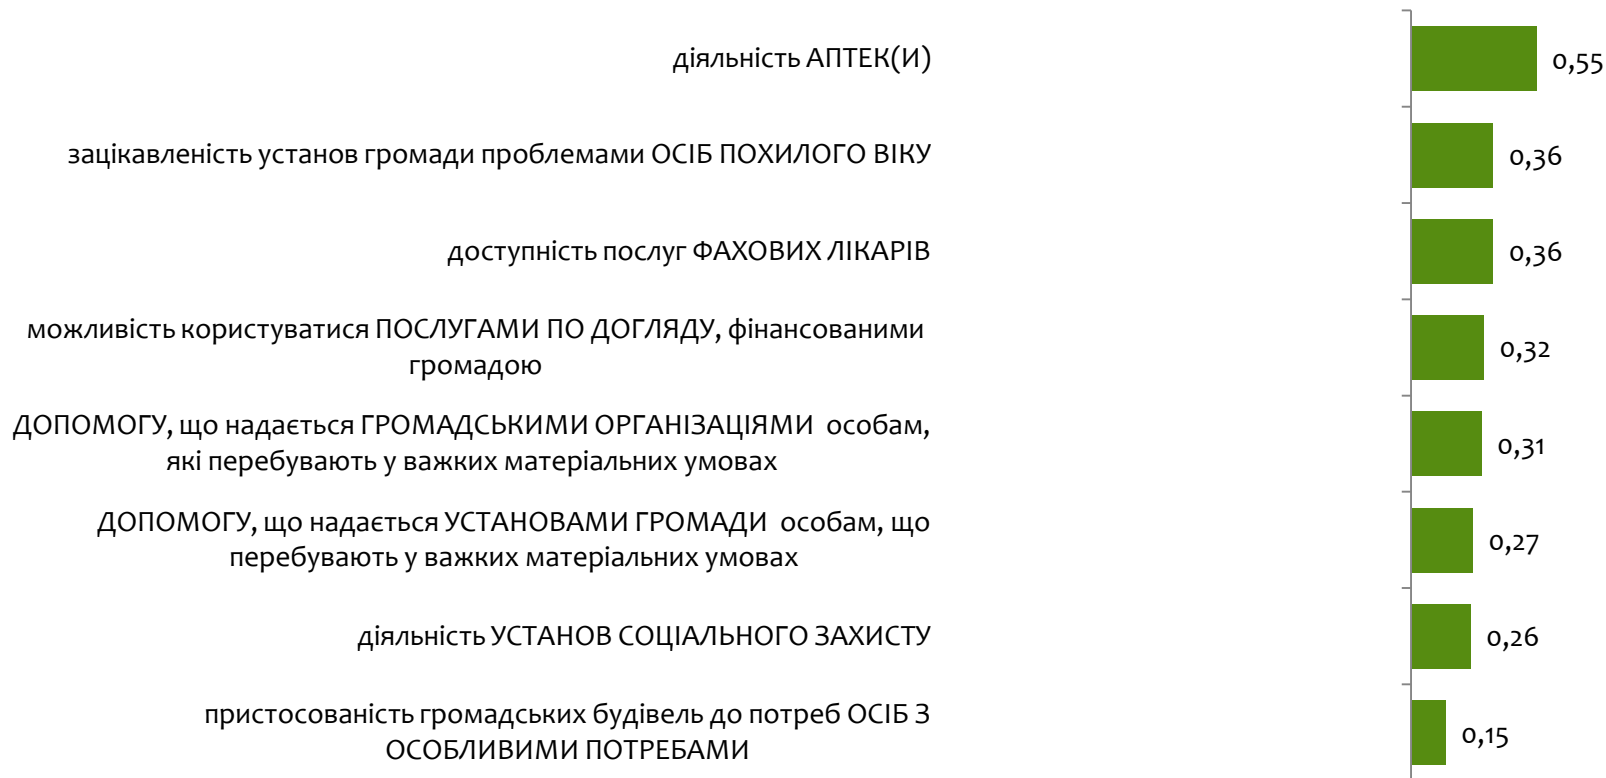 діяльність АПТЕК(И)
0,55
зацікавленість установ громади проблемами ОСІБ ПОХИЛОГО ВІКУ
0,36
доступність послуг ФАХОВИХ ЛІКАРІВ
0,36
можливість користуватися ПОСЛУГАМИ ПО ДОГЛЯДУ, фінансованими
громадою
0,32
ДОПОМОГУ, що надається ГРОМАДСЬКИМИ ОРГАНІЗАЦІЯМИ особам,
які перебувають у важких матеріальних умовах
0,31
ДОПОМОГУ, що надається УСТАНОВАМИ ГРОМАДИ особам, що
перебувають у важких матеріальних умовах
0,27
діяльність УСТАНОВ СОЦІАЛЬНОГО ЗАХИСТУ
0,26
пристосованість громадських будівель до потреб ОСІБ З
ОСОБЛИВИМИ ПОТРЕБАМИ
0,15